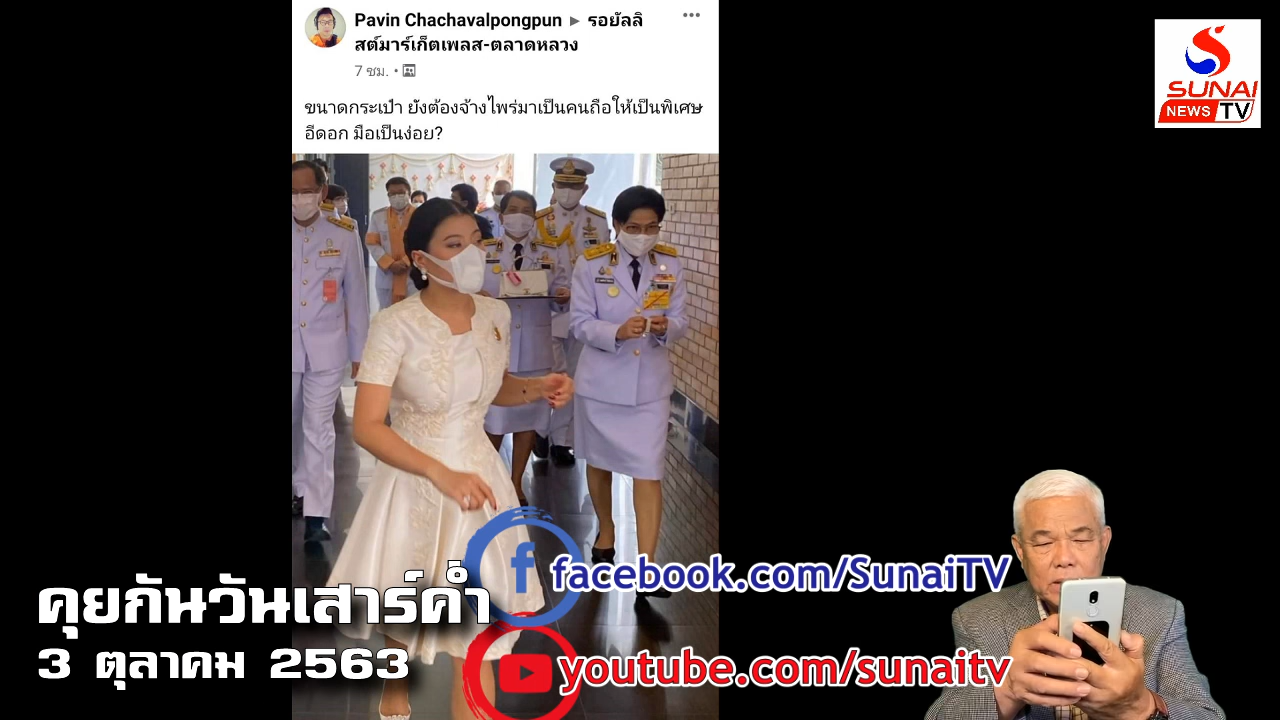 Pavin Chachavalpongpun ▶ รอยัลลิ
สต์มาร์เก็ตเพลส-ตลาดหลวง
7 ชม.
ขนาดกระเป๋า ยังต้องจ้างไพร่มาเป็นคนถือให้เป็นพิเศษ
อีดอก มือเป็นง่อย?
SUNAI
NEWS TV
facebook.com/SunaiTV
คุยกันวันเสาร์ค่ำ
3 ตุลาคม 2563
youtube.com/sunaitv